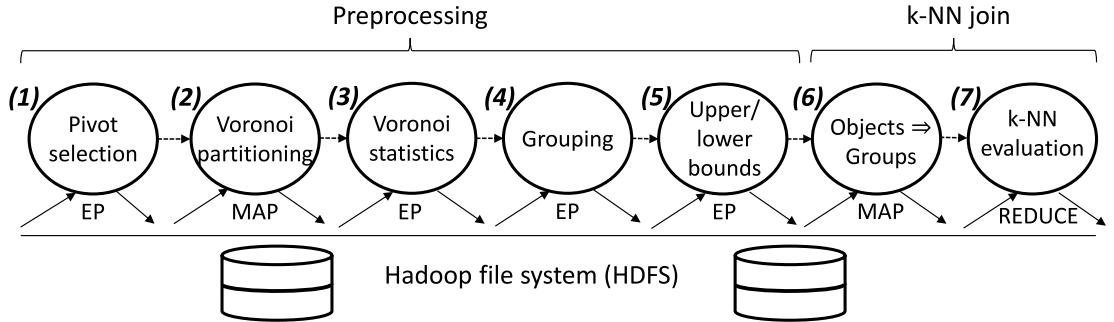 Preprocessing
k-NN join
(1)
Pivot
selection
EP
(2)
Voronoi
partitioning
MAP
(3)
Voronoi
statistics
EP
(4)
Grouping
EP
(5)
Upper/
lower
bounds
EP
(6)
Objects ⇒
Groups
MAP
(7)
k-NN
evaluation
REDUCE
Hadoop file system (HDFS)